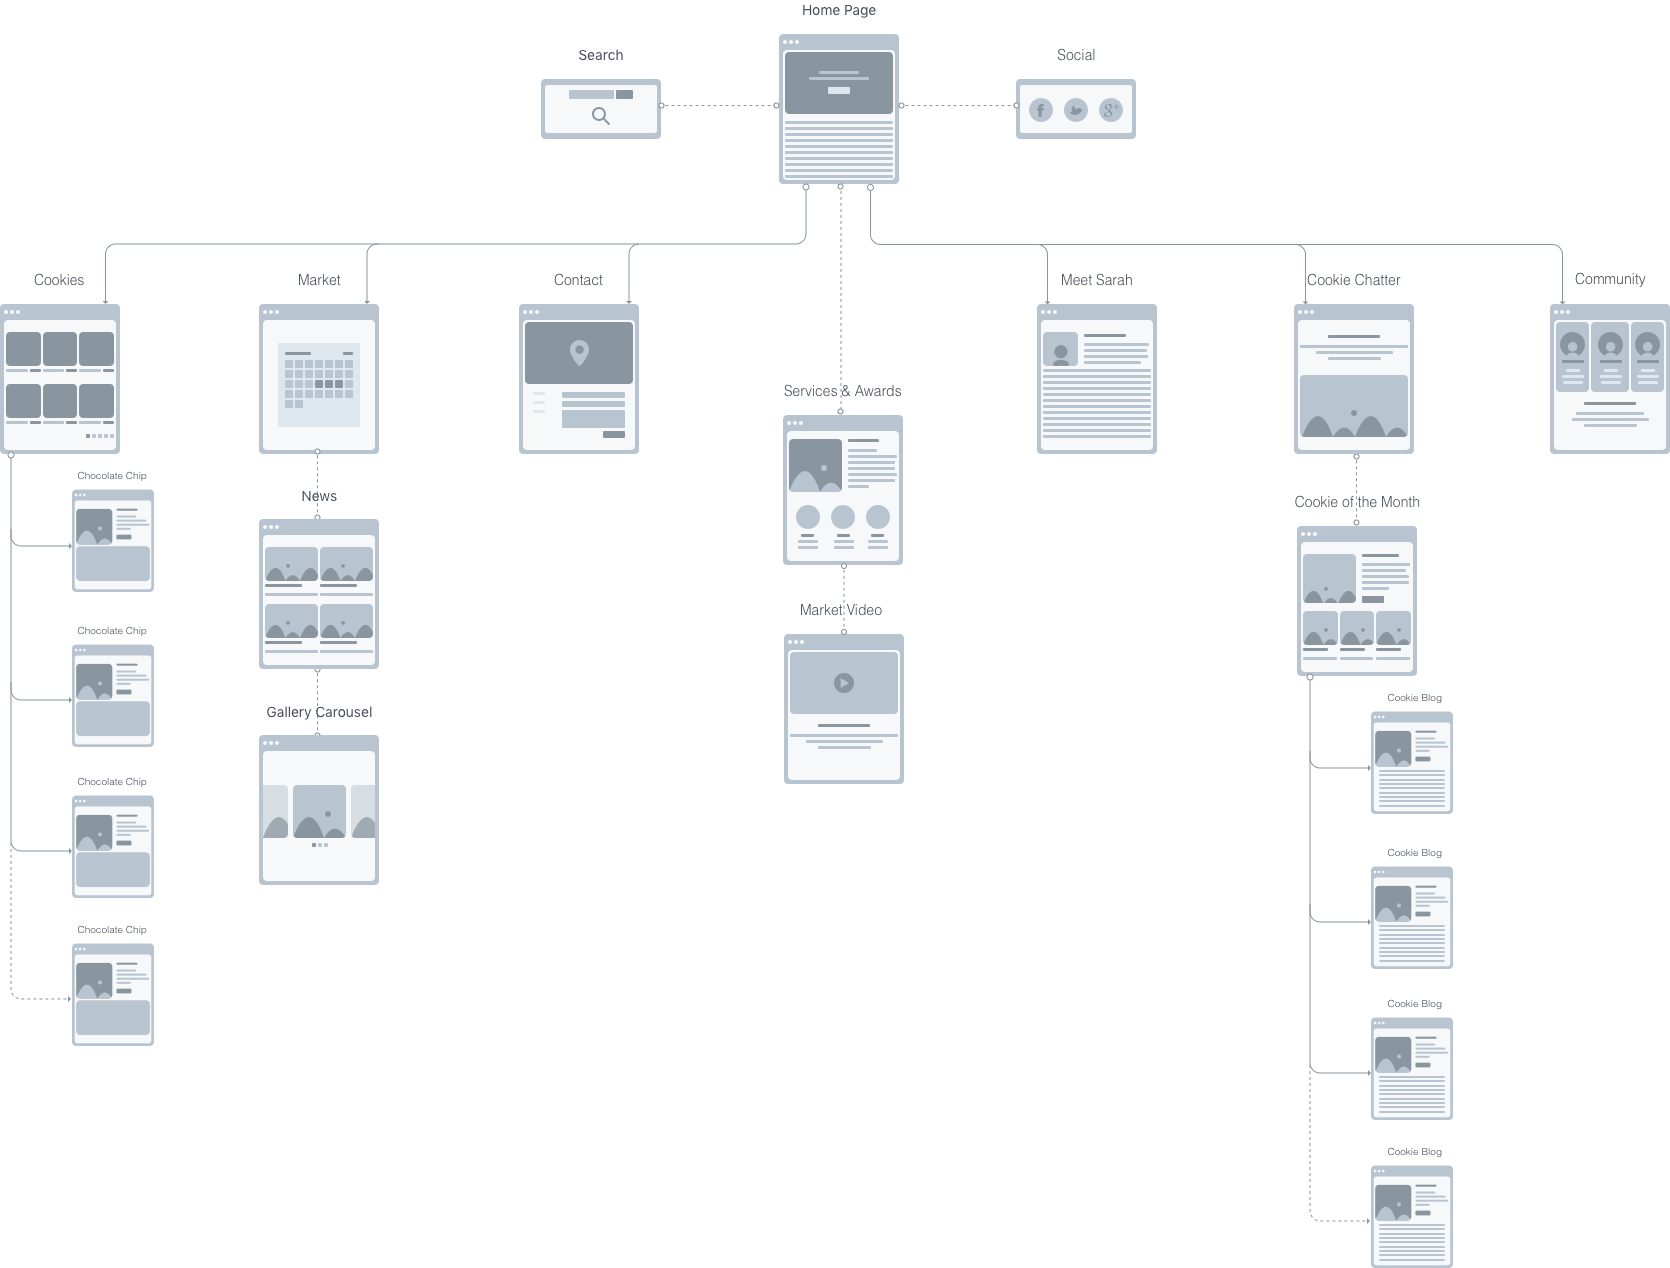 Home Page
Search
Social
Cookies
Market
Contact
Meet Sarah
Cookie Chatter
Community
Services & Awards
Chocolate Chip
News
Cookie of the Month
Market Video
Chocolate Chip
Cookie Blog
Gallery Carousel
Chocolate Chip
Cookie Blog
Chocolate Chip
Cookie Blog
Cookie Blog